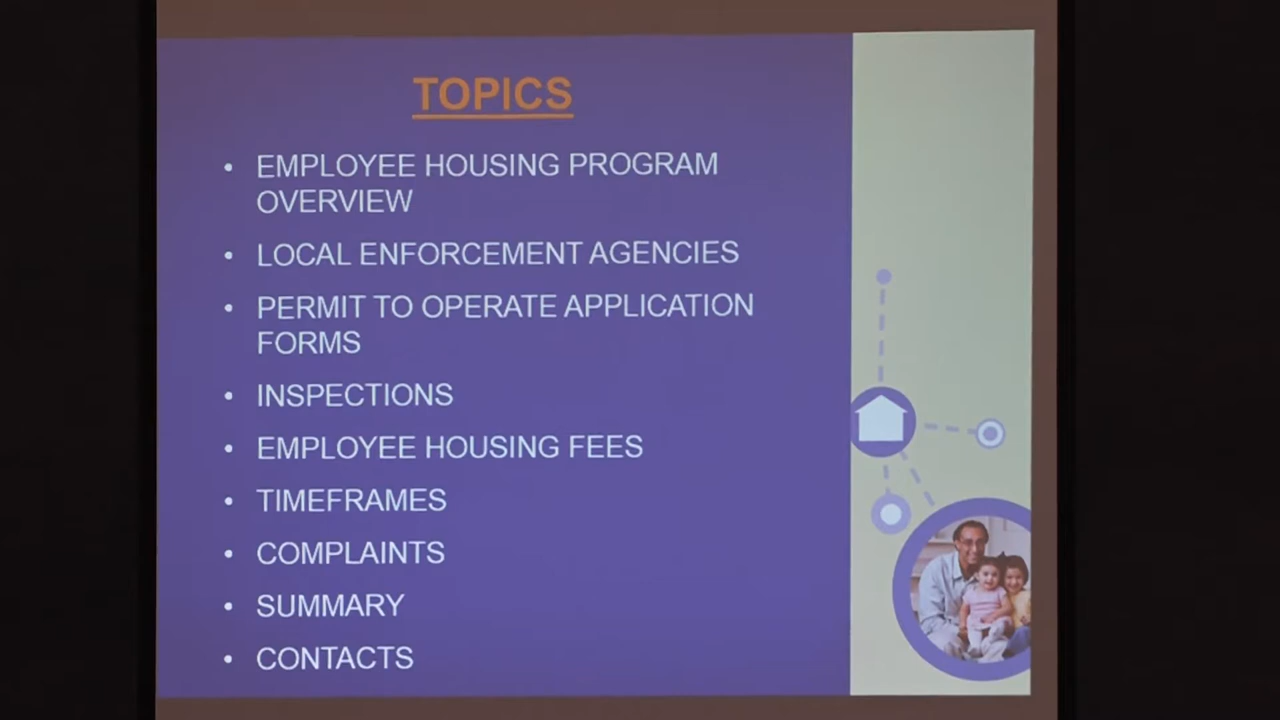 TOPICS
• EMPLOYEE HOUSING PROGRAM
OVERVIEW
• LOCAL ENFORCEMENT AGENCIES
• PERMIT TO OPERATE APPLICATION
FORMS
• INSPECTIONS
• EMPLOYEE HOUSING FEES
• TIMEFRAMES
• COMPLAINTS
• SUMMARY
• CONTACTS